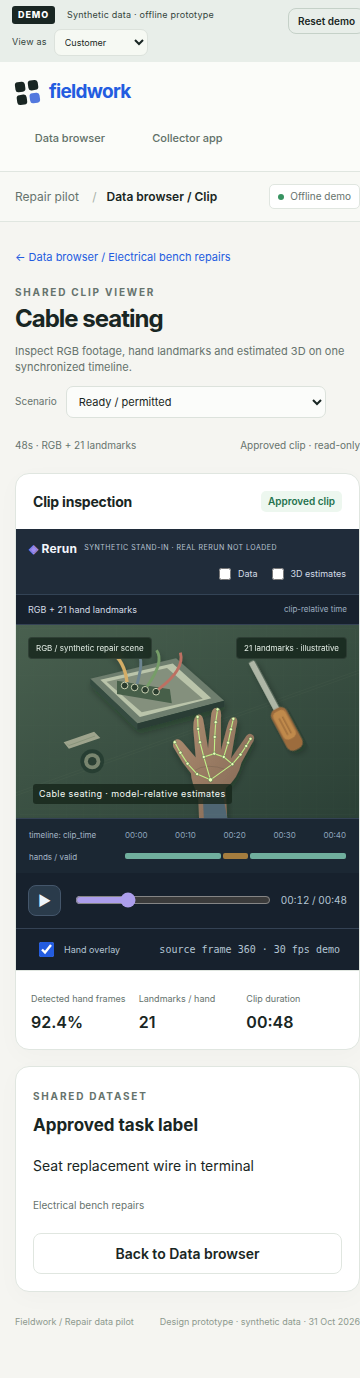 DEMO Synthetic data · offline prototype
Reset demo
View as Customer
fieldwork
Data browser Collector app
Repair pilot / Data browser / Clip
Offline demo
← Data browser / Electrical bench repairs
SHARED CLIP VIEWER
Cable seating
Inspect RGB footage, hand landmarks and estimated 3D on one
synchronized timeline.
Scenario Ready / permitted
48s · RGB + 21 landmarks Approved clip · read-only
Clip inspection Approved clip
Rerun SYNTHETIC STAND-IN · REAL RERUN NOT LOADED
Data 3D estimates
RGB + 21 hand landmarks clip-relative time
RGB / synthetic repair scene 21 landmarks · illustrative
Cable seating · model-relative estimates
timeline: clip_time 00:00 00:10 00:20 00:30 00:40
hands / valid
00:12 / 00:48
Hand overlay source frame 360 · 30 fps demo
Detected hand frames Landmarks / hand Clip duration
92.4% 21 00:48
SHARED DATASET
Approved task label
Seat replacement wire in terminal
Electrical bench repairs
Back to Data browser
Fieldwork / Repair data pilot Design prototype · synthetic data · 31 Oct 2026